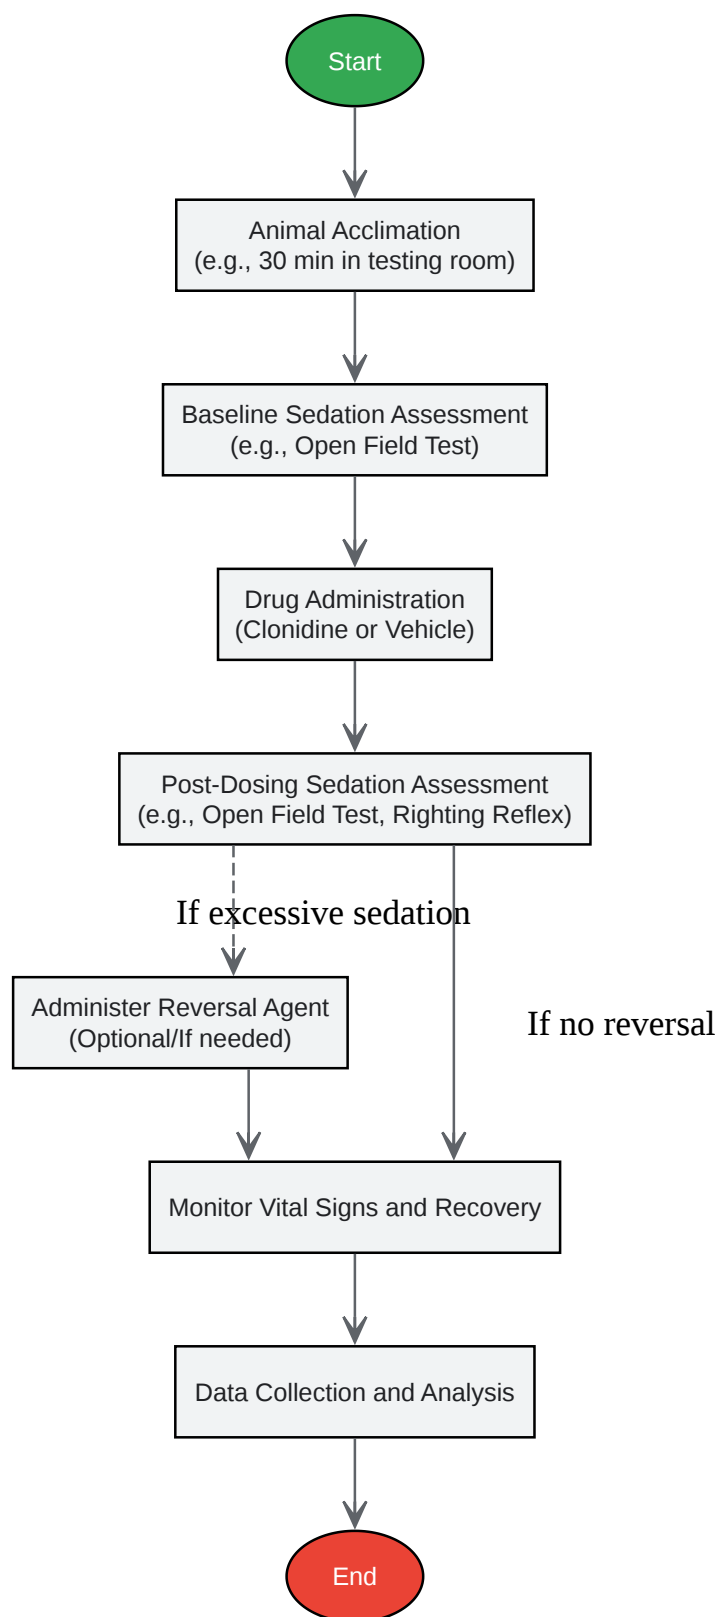 Start
Animal Acclimation
(e.g., 30 min in testing room)
Baseline Sedation Assessment
(e.g., Open Field Test)
Drug Administration
(Clonidine or Vehicle)
Post-Dosing Sedation Assessment
(e.g., Open Field Test, Righting Reflex)
If excessive sedation
Administer Reversal Agent
(Optional/If needed)
If no reversal
Monitor Vital Signs and Recovery
Data Collection and Analysis
End